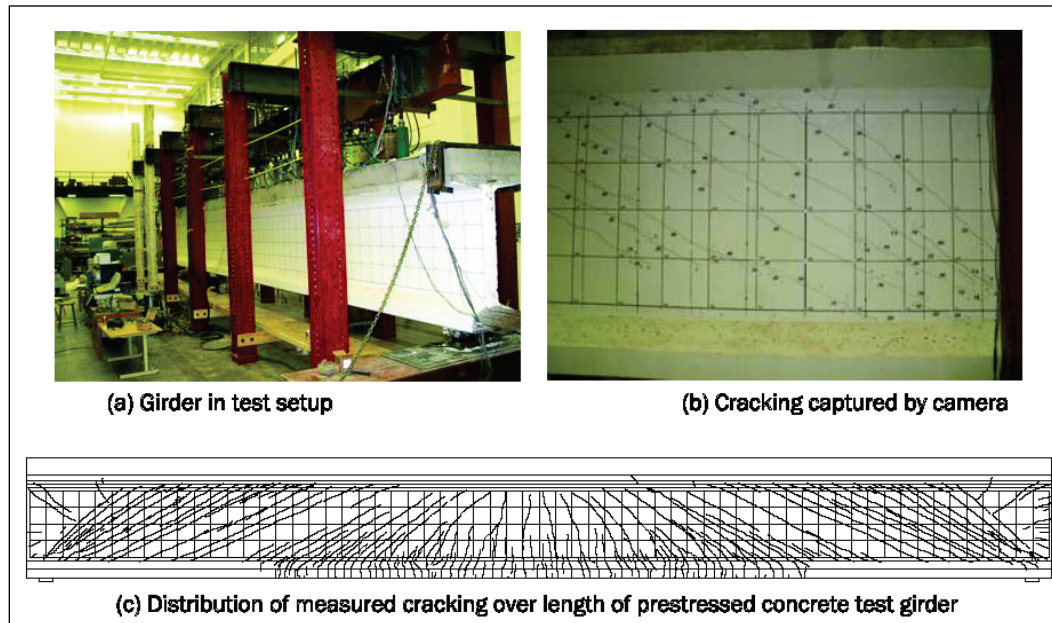 (a) Girder in test setup
(b) Cracking captured by camera
(c) Distribution of measured cracking over length of prestressed concrete test girder